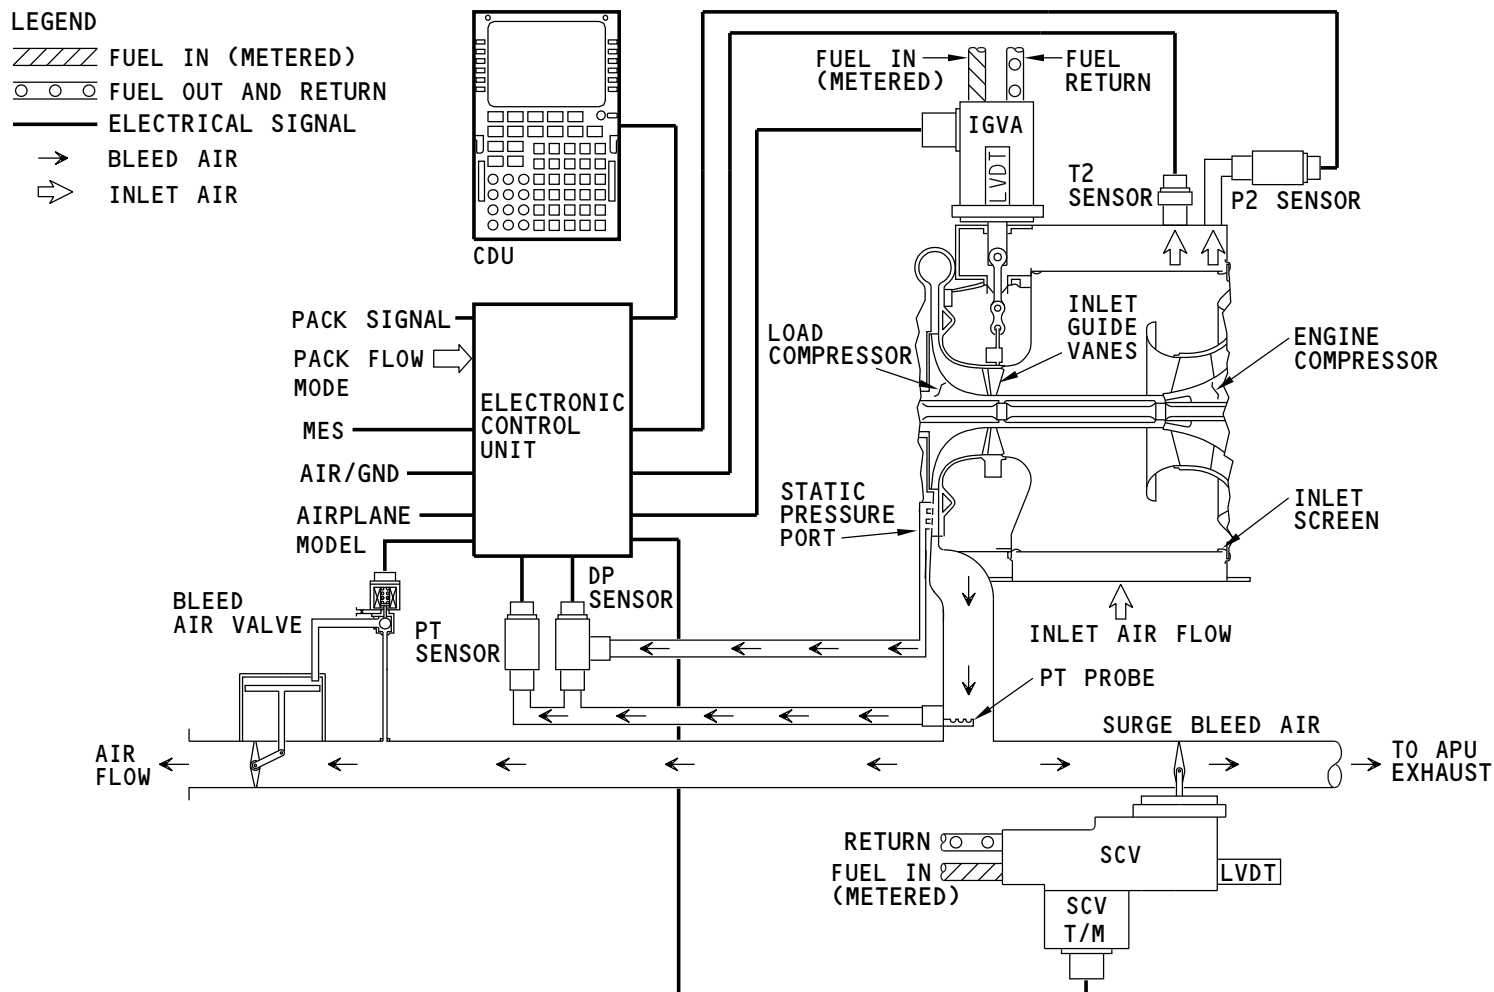 LEGEND
FUEL IN (METERED)
FUEL OUT AND RETURN
ELECTRICAL SIGNAL
BLEED AIR
INLET AIR
CDU
FUEL IN
(METERED)
FUEL
RETURN
IGVA
LVDT
T2
SENSOR
P2 SENSOR
PACK SIGNAL
PACK FLOW
MODE
MES
AIR/GND
AIRPLANE
MODEL
ELECTRONIC
CONTROL
UNIT
LOAD
COMPRESSOR
INLET
GUIDE
VANES
ENGINE
COMPRESSOR
STATIC
PRESSURE
PORT
INLET
SCREEN
BLEED
AIR VALVE
PT
SENSOR
DP
SENSOR
INLET AIR FLOW
PT PROBE
SURGE BLEED AIR
AIR
FLOW
TO APU
EXHAUST
RETURN
FUEL IN
(METERED)
SCV
LVDT
SCV
T/M